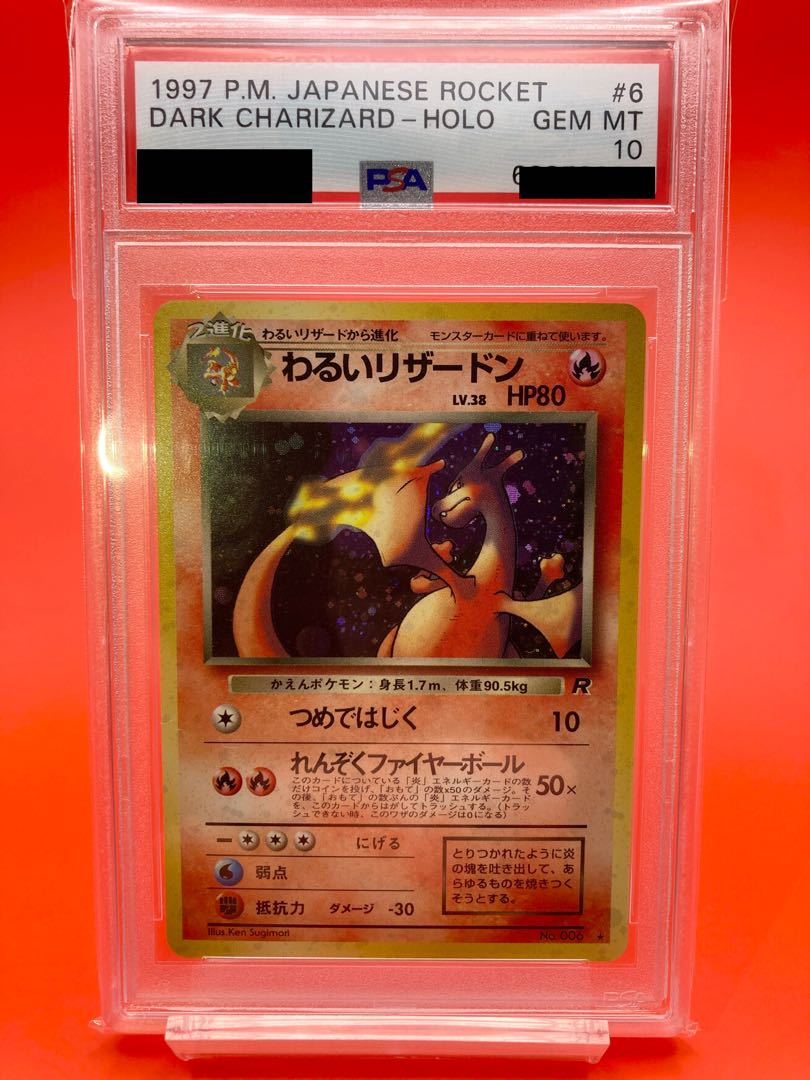 1997 P.M. JAPANESE ROCKET #6
DARK CHARIZARD-HOLO GEM MT
10
PSA
2進化 わるいリザードから進化 モンスターカードに重ねて使います。
わるいリザードン
LV.38 HP80
かえんポケモン：身長1.7m、体重90.5kg R
つめではじく 10
れんぞくファイヤーボール
このカードについている「炎」エネルギーカードの数
だけコインを投げ、「おもて」の数x50のダメージ。そ
の後、「おもて」の数ぶんの「炎」エネルギーカード
を、このカードからはがしてトラッシュする。（トラッ
シュできない時、このワザのダメージは0になる）
50×
にげる
弱点
抵抗力 ダメージ -30
とりつかれたように炎
の塊を吐き出して、あ
らゆるものを焼きつく
そうとする。
Illus.Ken Sugimori No.006 ★
PSA